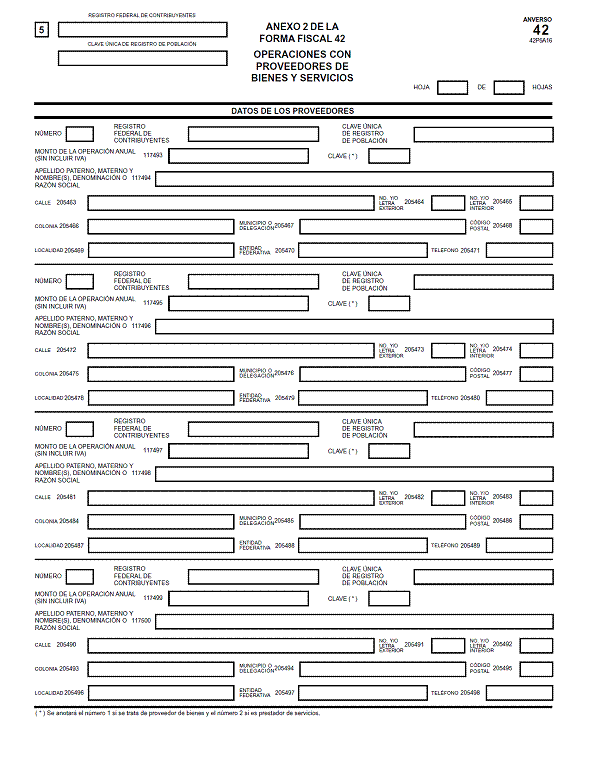 REGISTRO FEDERAL DE CONTRIBUYENTES
5
CLAVE ÚNICA DE REGISTRO DE POBLACIÓN
ANEXO 2 DE LA
FORMA FISCAL 42
OPERACIONES CON
PROVEEDORES DE
BIENES Y SERVICIOS
ANVERSO
42
42P5A16
HOJA DE HOJAS
DATOS DE LOS PROVEEDORES
NÚMERO
REGISTRO
FEDERAL DE
CONTRIBUYENTES
CLAVE ÚNICA
DE REGISTRO
DE POBLACIÓN
MONTO DE LA OPERACIÓN ANUAL
(SIN INCLUIR IVA) 117493
CLAVE ( * )
APELLIDO PATERNO, MATERNO Y
NOMBRE(S), DENOMINACIÓN O 117494
RAZÓN SOCIAL
CALLE 205463
NO. Y/O
LETRA 205464
EXTERIOR
NO. Y/O
LETRA 205465
INTERIOR
COLONIA 205466
MUNICIPIO O
DELEGACIÓN 205467
CÓDIGO
POSTAL 205468
LOCALIDAD 205469
ENTIDAD
FEDERATIVA 205470
TELÉFONO 205471
NÚMERO
REGISTRO
FEDERAL DE
CONTRIBUYENTES
CLAVE ÚNICA
DE REGISTRO
DE POBLACIÓN
MONTO DE LA OPERACIÓN ANUAL
(SIN INCLUIR IVA) 117495
CLAVE ( * )
APELLIDO PATERNO, MATERNO Y
NOMBRE(S), DENOMINACIÓN O 117496
RAZÓN SOCIAL
CALLE 205472
NO. Y/O
LETRA 205473
EXTERIOR
NO. Y/O
LETRA 205474
INTERIOR
COLONIA 205475
MUNICIPIO O
DELEGACIÓN 205476
CÓDIGO
POSTAL 205477
LOCALIDAD 205478
ENTIDAD
FEDERATIVA 205479
TELÉFONO 205480
NÚMERO
REGISTRO
FEDERAL DE
CONTRIBUYENTES
CLAVE ÚNICA
DE REGISTRO
DE POBLACIÓN
MONTO DE LA OPERACIÓN ANUAL
(SIN INCLUIR IVA) 117497
CLAVE ( * )
APELLIDO PATERNO, MATERNO Y
NOMBRE(S), DENOMINACIÓN O 117498
RAZÓN SOCIAL
CALLE 205481
NO. Y/O
LETRA 205482
EXTERIOR
NO. Y/O
LETRA 205483
INTERIOR
COLONIA 205484
MUNICIPIO O
DELEGACIÓN 205485
CÓDIGO
POSTAL 205486
LOCALIDAD 205487
ENTIDAD
FEDERATIVA 205488
TELÉFONO 205489
NÚMERO
REGISTRO
FEDERAL DE
CONTRIBUYENTES
CLAVE ÚNICA
DE REGISTRO
DE POBLACIÓN
MONTO DE LA OPERACIÓN ANUAL
(SIN INCLUIR IVA) 117499
CLAVE ( * )
APELLIDO PATERNO, MATERNO Y
NOMBRE(S), DENOMINACIÓN O 117500
RAZÓN SOCIAL
CALLE 205490
NO. Y/O
LETRA 205491
EXTERIOR
NO. Y/O
LETRA 205492
INTERIOR
COLONIA 205493
MUNICIPIO O
DELEGACIÓN 205494
CÓDIGO
POSTAL 205495
LOCALIDAD 205496
ENTIDAD
FEDERATIVA 205497
TELÉFONO 205498
( * ) Se anotará el número 1 si se trata de proveedor de bienes y el número 2 si es prestador de servicios.